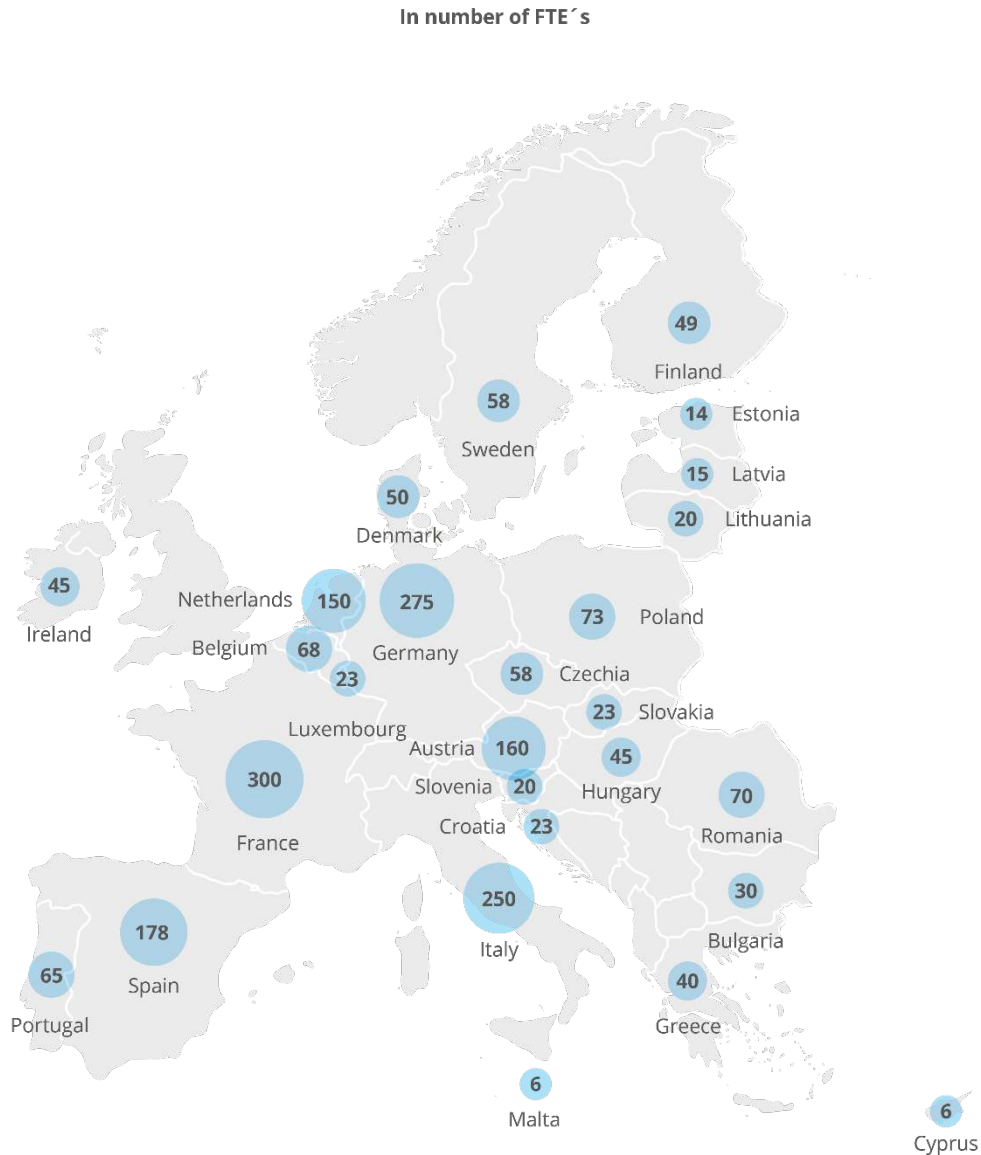 In number of FTE´s
49
Finland
14 Estonia
58
Sweden
15 Latvia
50
Denmark
20 Lithuania
45
Ireland
Netherlands 150
275
Germany
73 Poland
Belgium 68
23
Luxembourg
58 Czechia
23 Slovakia
Austria 160
45
Hungary
300
France
Slovenia 20
70
Romania
Croatia 23
250
Italy
30
Bulgaria
178
Spain
65
Portugal
40
Greece
6
Malta
6
Cyprus